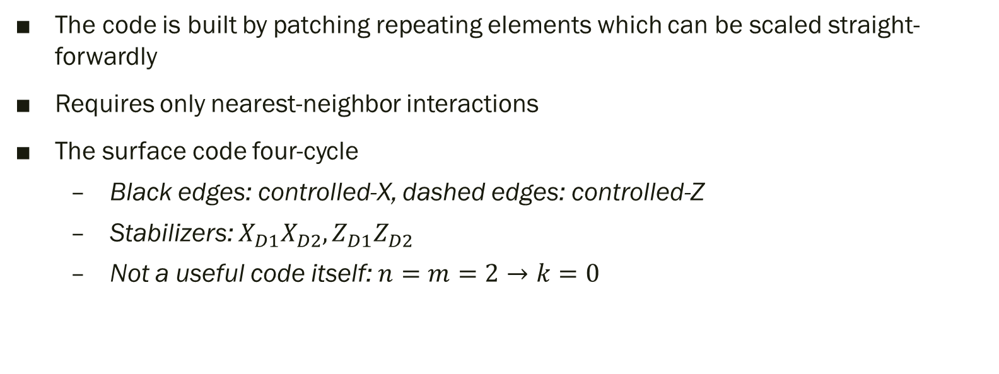 ■ The code is built by patching repeating elements which can be scaled straight-
forwardly
■ Requires only nearest-neighbor interactions
■ The surface code four-cycle
– Black edges: controlled-X, dashed edges: controlled-Z
– Stabilizers: $X_{D1}X_{D2}, Z_{D1}Z_{D2}$
– Not a useful code itself: $n = m = 2 \rightarrow k = 0$